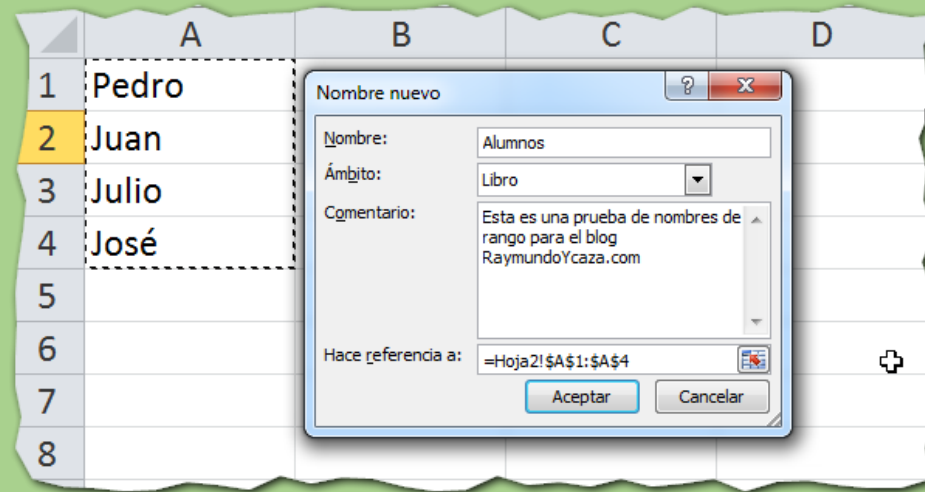 A B C D
1 Pedro
2 Juan
3 Julio
4 José
5
6
7
8
Nombre nuevo
Nombre: Alumnos
Ámbito: Libro
Comentario: Esta es una prueba de nombres de
rango para el blog
RaymundoYcaza.com
Hace referencia a: =Hoja2!$A$1:$A$4
Aceptar Cancelar